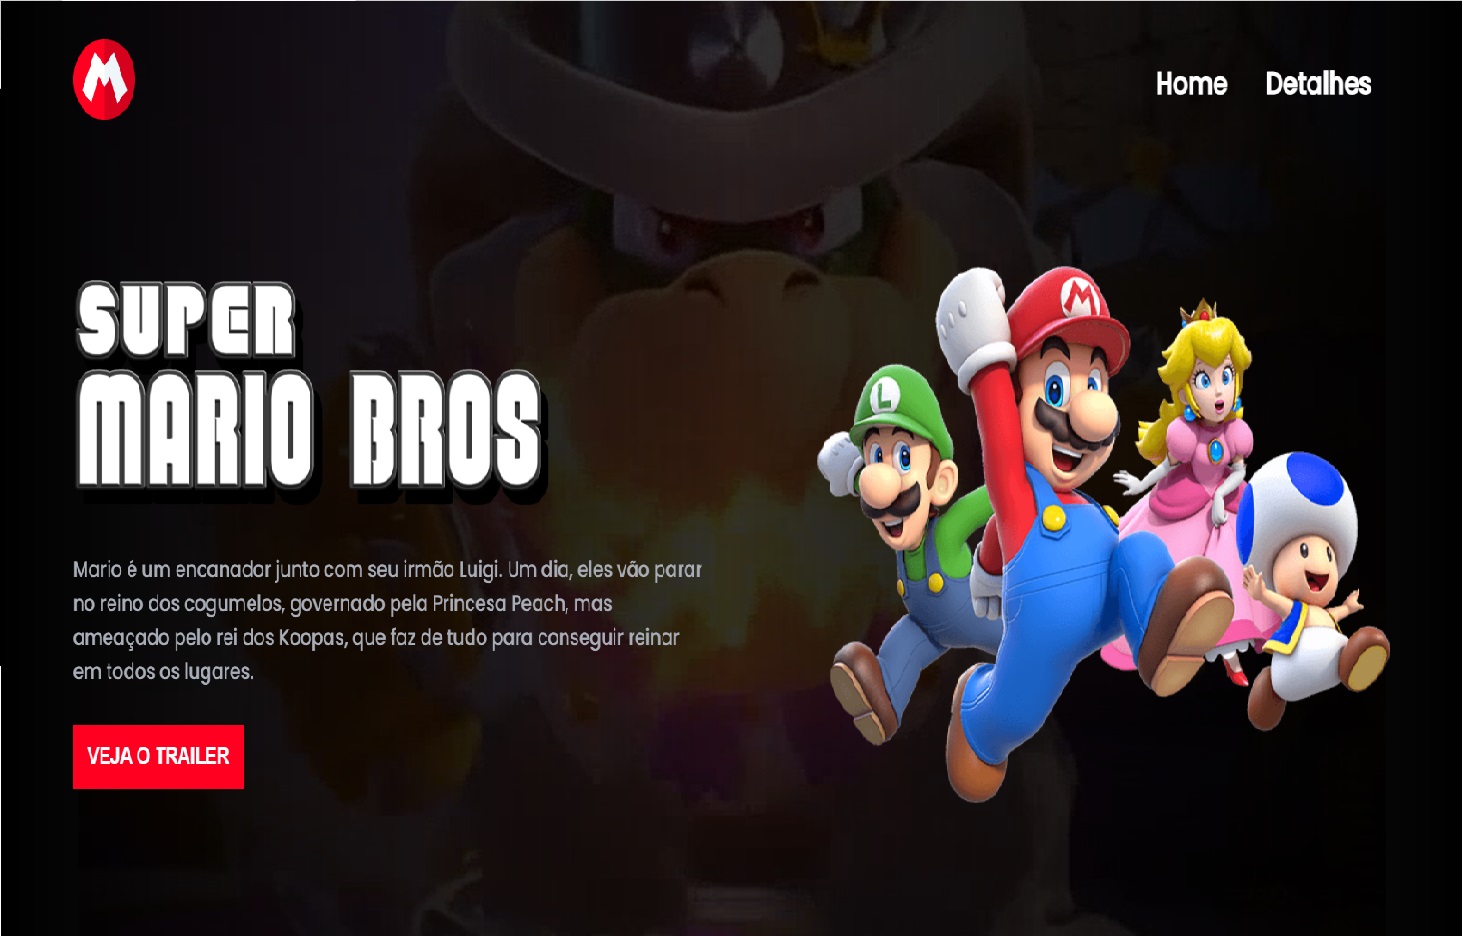 M
Home Detalhes
SUPER
MARIO BROS
M
L
Mario é um encanador junto com seu irmão Luigi. Um dia, eles vão parar
no reino dos cogumelos, governado pela Princesa Peach, mas
ameaçado pelo rei dos Koopas, que faz de tudo para conseguir reinar
em todos os lugares.
VEJA O TRAILER